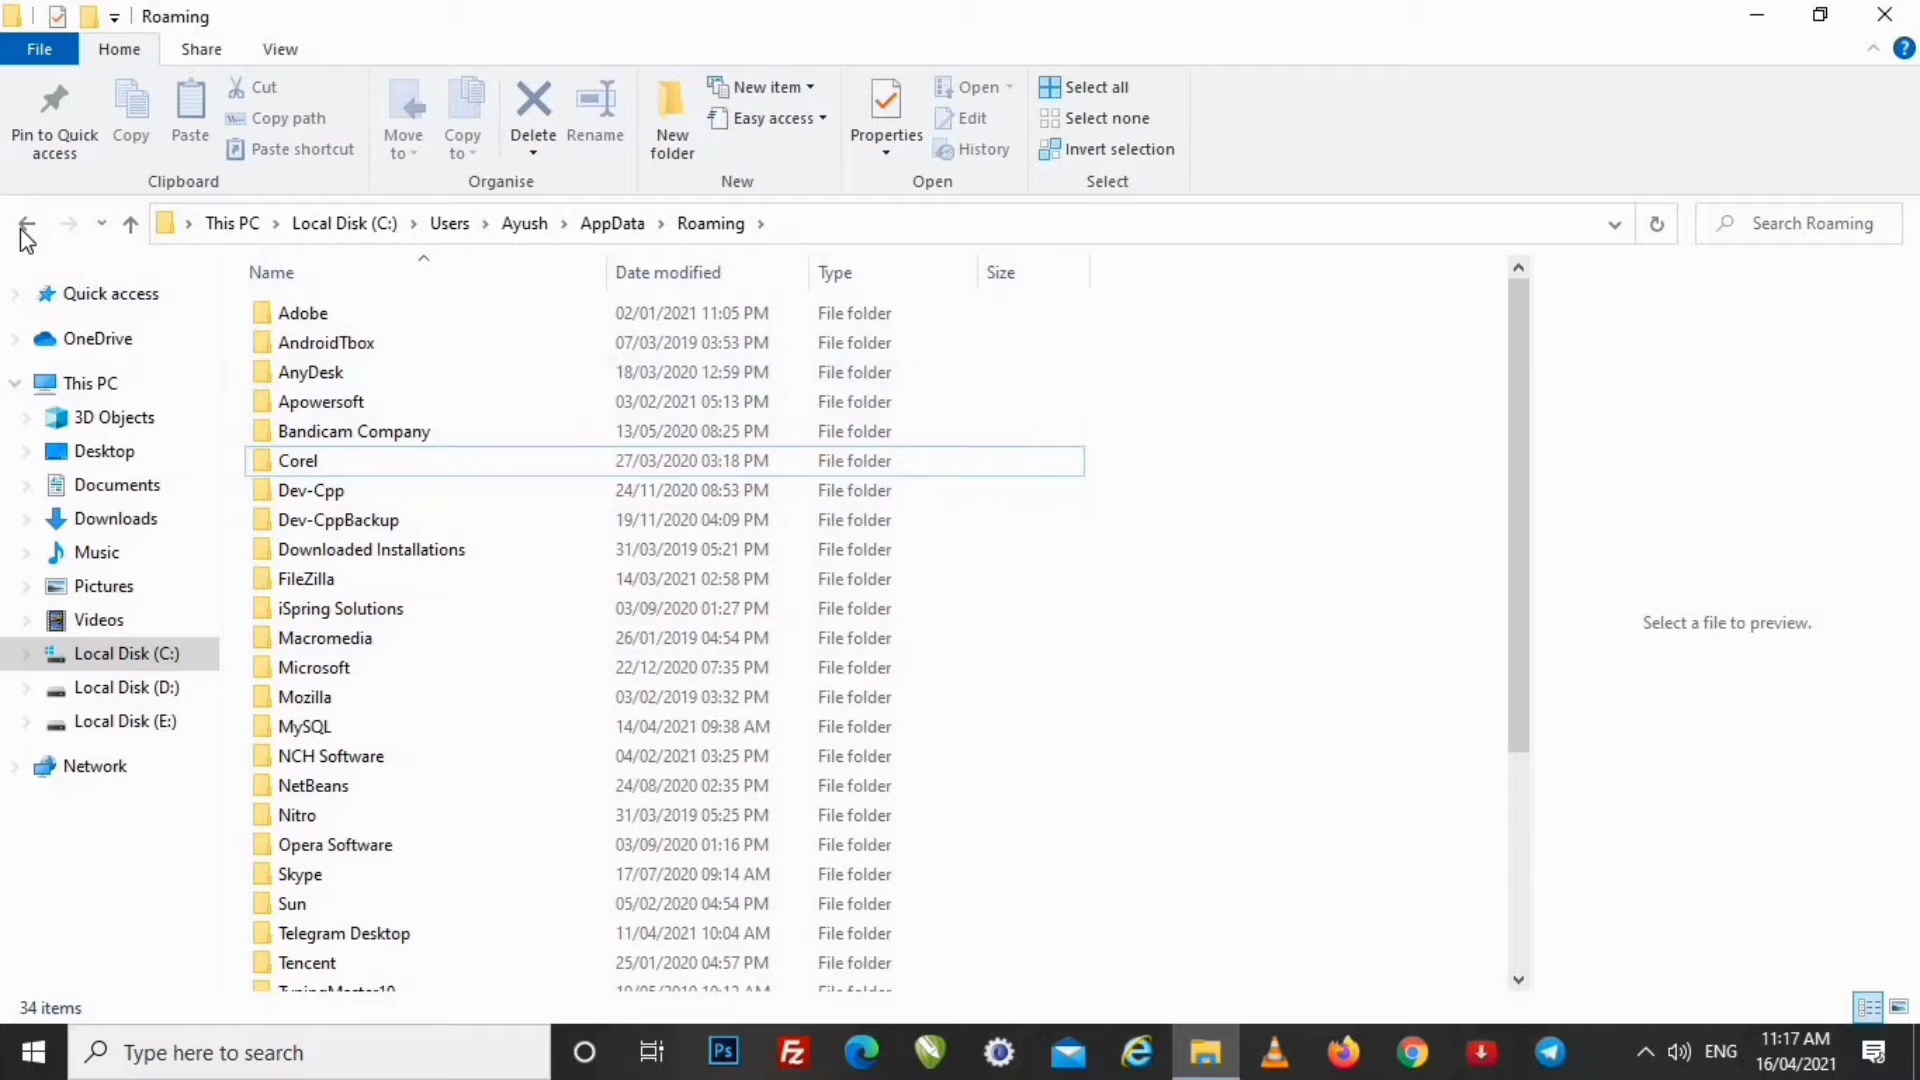 Roaming
File Home Share View
Pin to Quick access
Copy
Paste
Cut
Copy path
Paste shortcut
Clipboard
Move to
Copy to
Delete
Rename
Organise
New folder
New item
Easy access
New
Properties
Open
Edit
History
Open
Select all
Select none
Invert selection
Select
This PC Local Disk (C:) Users Ayush AppData Roaming
Search Roaming
Quick access
OneDrive
This PC
3D Objects
Desktop
Documents
Downloads
Music
Pictures
Videos
Local Disk (C:)
Local Disk (D:)
Local Disk (E:)
Network
Name Date modified Type Size
Adobe 02/01/2021 11:05 PM File folder
AndroidTbox 07/03/2019 03:53 PM File folder
AnyDesk 18/03/2020 12:59 PM File folder
Apowersoft 03/02/2021 05:13 PM File folder
Bandicam Company 13/05/2020 08:25 PM File folder
Corel 27/03/2020 03:18 PM File folder
Dev-Cpp 24/11/2020 08:53 PM File folder
Dev-CppBackup 19/11/2020 04:09 PM File folder
Downloaded Installations 31/03/2019 05:21 PM File folder
FileZilla 14/03/2021 02:58 PM File folder
iSpring Solutions 03/09/2020 01:27 PM File folder
Macromedia 26/01/2019 04:54 PM File folder
Microsoft 22/12/2020 07:35 PM File folder
Mozilla 03/02/2019 03:32 PM File folder
MySQL 14/04/2021 09:38 AM File folder
NCH Software 04/02/2021 03:25 PM File folder
NetBeans 24/08/2020 02:35 PM File folder
Nitro 31/03/2019 05:25 PM File folder
Opera Software 03/09/2020 01:16 PM File folder
Skype 17/07/2020 09:14 AM File folder
Sun 05/02/2020 04:54 PM File folder
Telegram Desktop 11/04/2021 10:04 AM File folder
Tencent 25/01/2020 04:57 PM File folder
Select a file to preview.
34 items
Type here to search
Ps
Fz
ENG
11:17 AM
16/04/2021